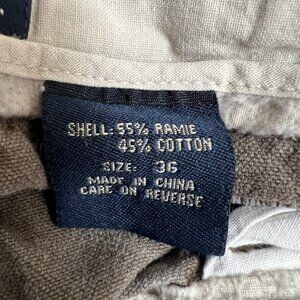 SHELL: 55% RAMIE
45% COTTON
SIZE: 36
MADE IN CHINA
CARE ON REVERSE